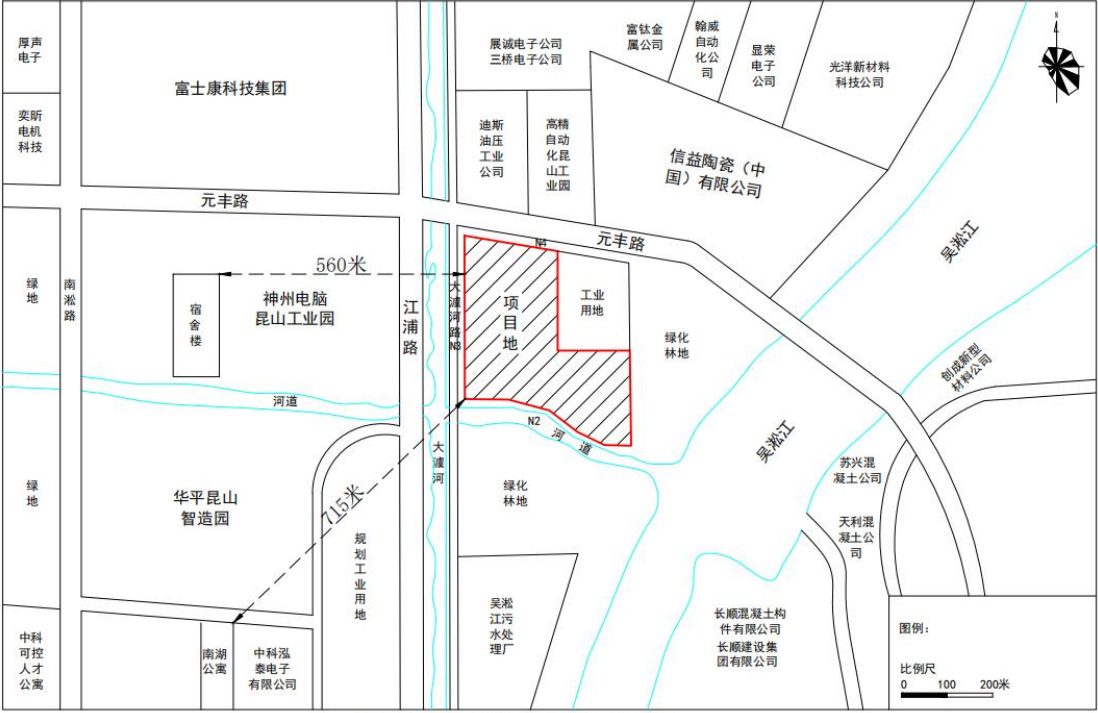 厚声
电子
富士康科技集团
展诚电子公司
三桥电子公司
富钛金
属公司
翰威
自动
化公
司
显荣
电子
公司
光洋新材料
科技公司
N
奕昕
电机
科技
迪斯
油压
工业
公司
高精
自动
化昆
山工
业园
信益陶瓷（中
国）有限公司
元丰路
元丰路
吴淞江
绿
地
南
淞
路
560米
宿
舍
楼
神州电脑
昆山工业园
江
浦
路
大
渡
河
路
N3
N4
项
目
地
工业
用地
绿化
林地
创成新型
材料公司
河道
N2
河道
大
渡
河
吴淞江
绿
地
华平昆山
智造园
715米
规
划
工
业
用
地
绿化
林地
苏兴混
凝土公司
天利混
凝土公
司
吴淞
江污
水处
理厂
长顺混凝土构
件有限公司
长顺建设集
团有限公司
中科
可控
人才
公寓
南湖
公寓
中科泓
泰电子
有限公司
图例：
比例尺
0 100 200米